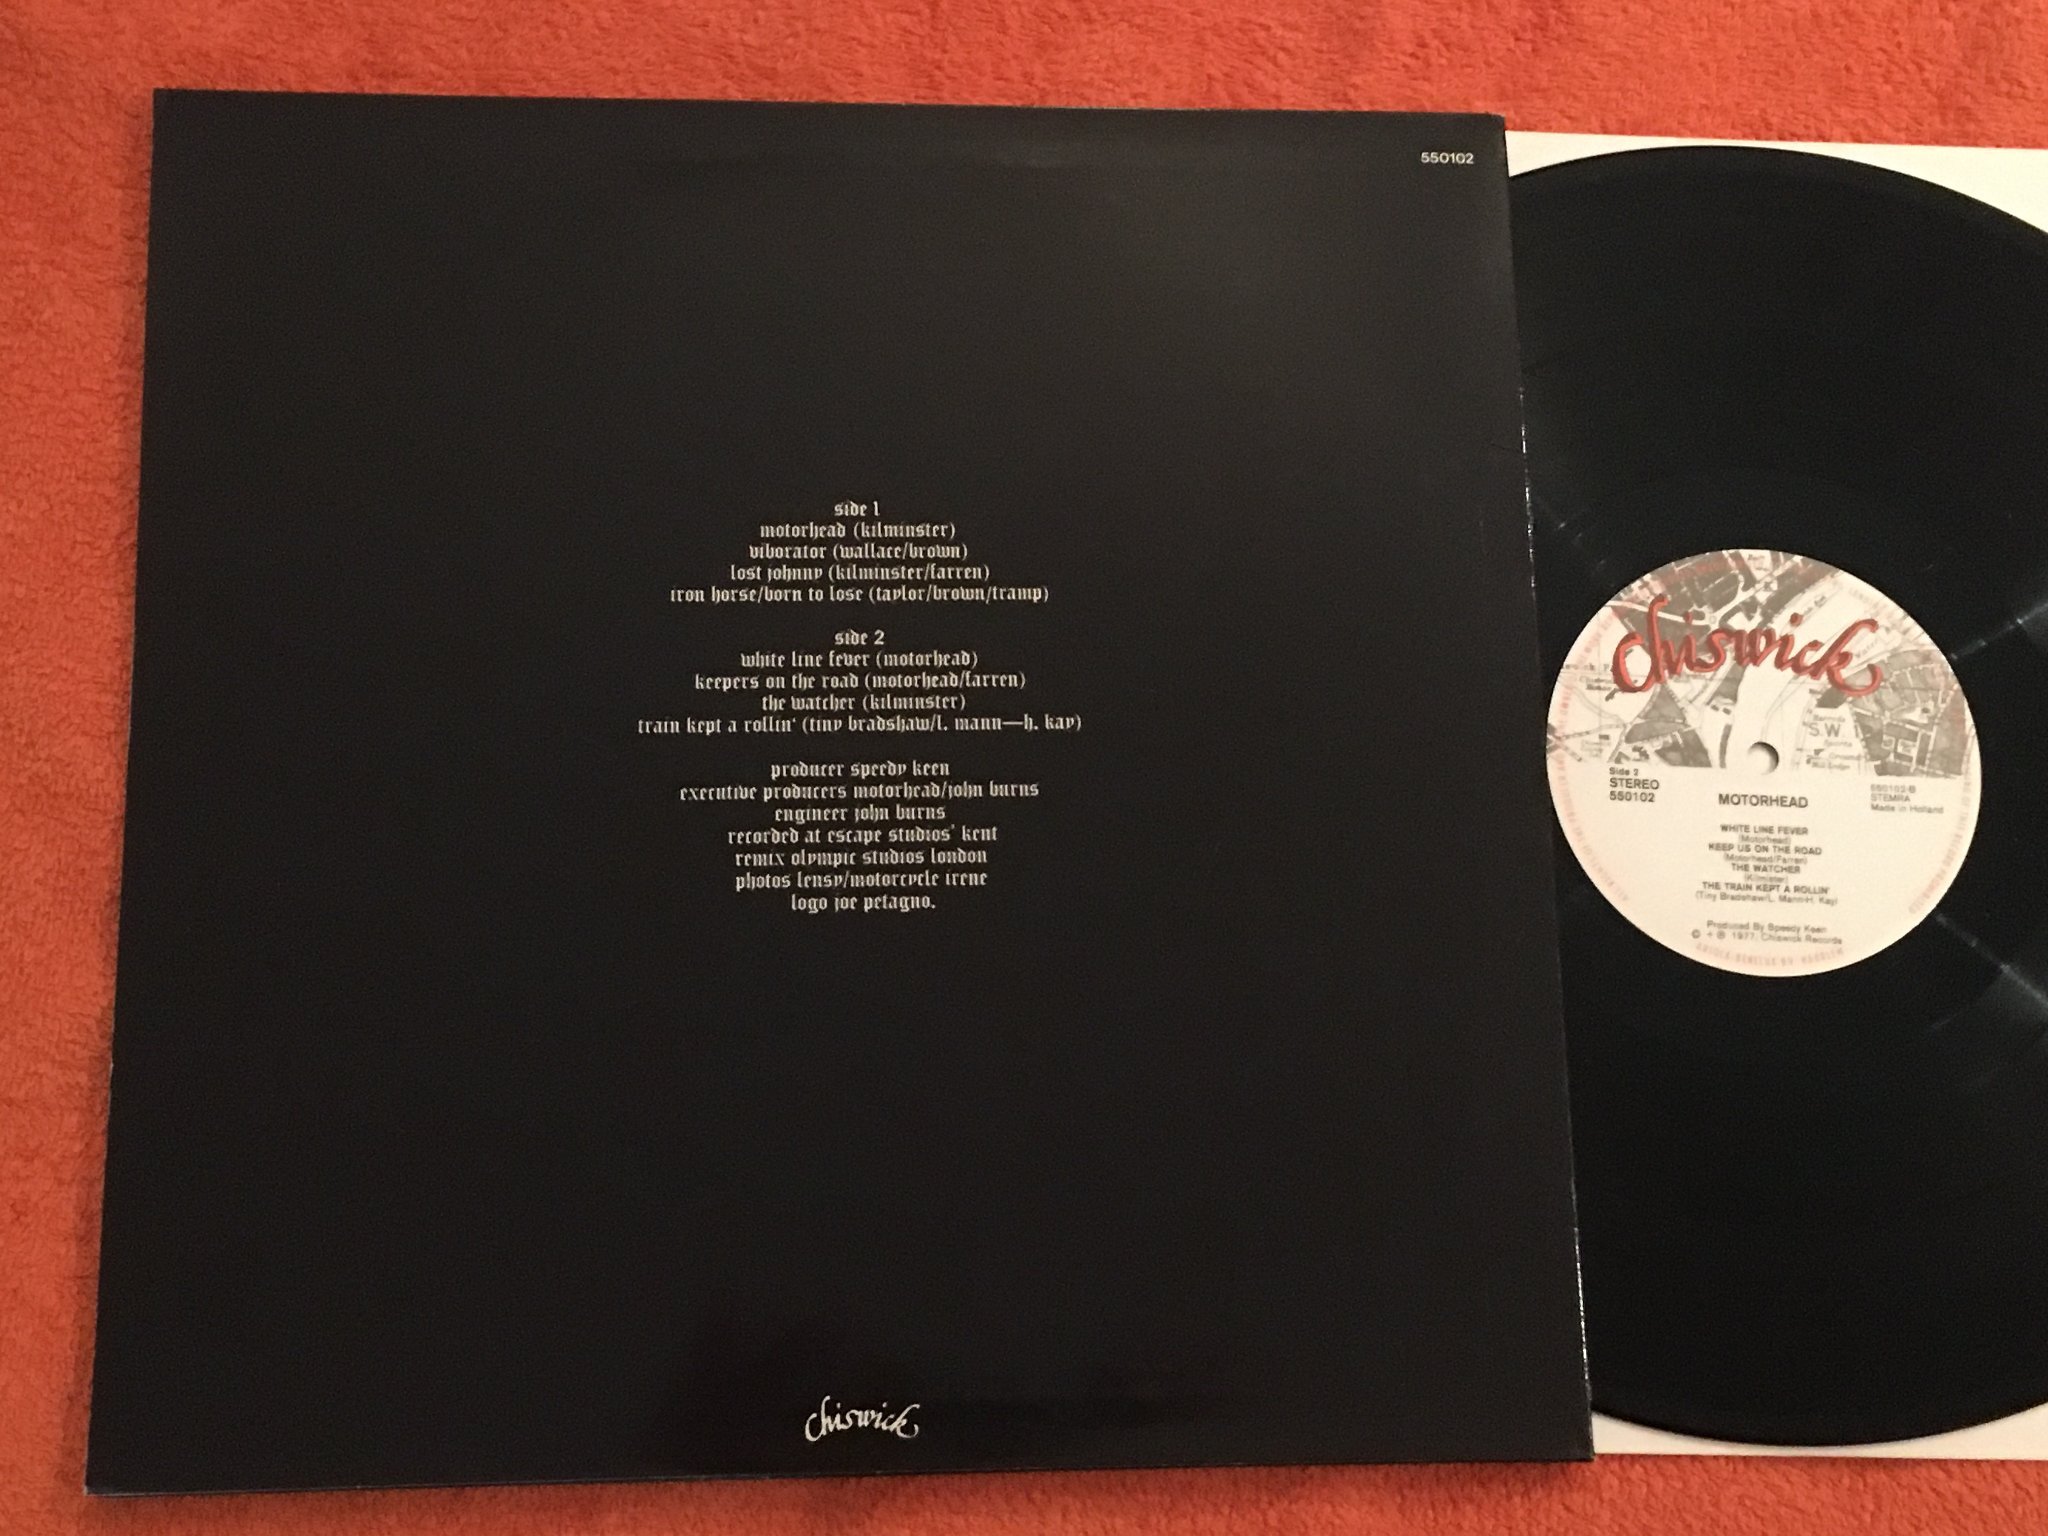 550102
side 1
motorhead (kilminster)
viborator (wallace/brown)
lost johnny (kilminster/farren)
iron horse/born to lose (taylor/brown/tramp)
side 2
white line fever (motorhead)
keepers on the road (motorhead/farren)
the watcher (kilminster)
train kept a rollin' (tiny bradshaw/l. mann—h. kay)
producer speedy keen
executive producers motorhead/john burns
engineer john burns
recorded at escape studios' kent
remix olympic studios london
photos lensy/motorcycle irene
logo joe petagno.
chiswick
chiswick
S.W.
Side 2
STEREO
550102
MOTORHEAD
550102-B
STEMRA
Made in Holland
WHITE LINE FEVER
(Motorhead)
KEEP US ON THE ROAD
(Motorhead/Farren)
THE WATCHER
(Kilmister)
THE TRAIN KEPT A ROLLIN'
(Tiny Bradshaw/L. Mann-H. Kay)
Produced By Speedy Keen
© + ℗ 1977, Chiswick Records